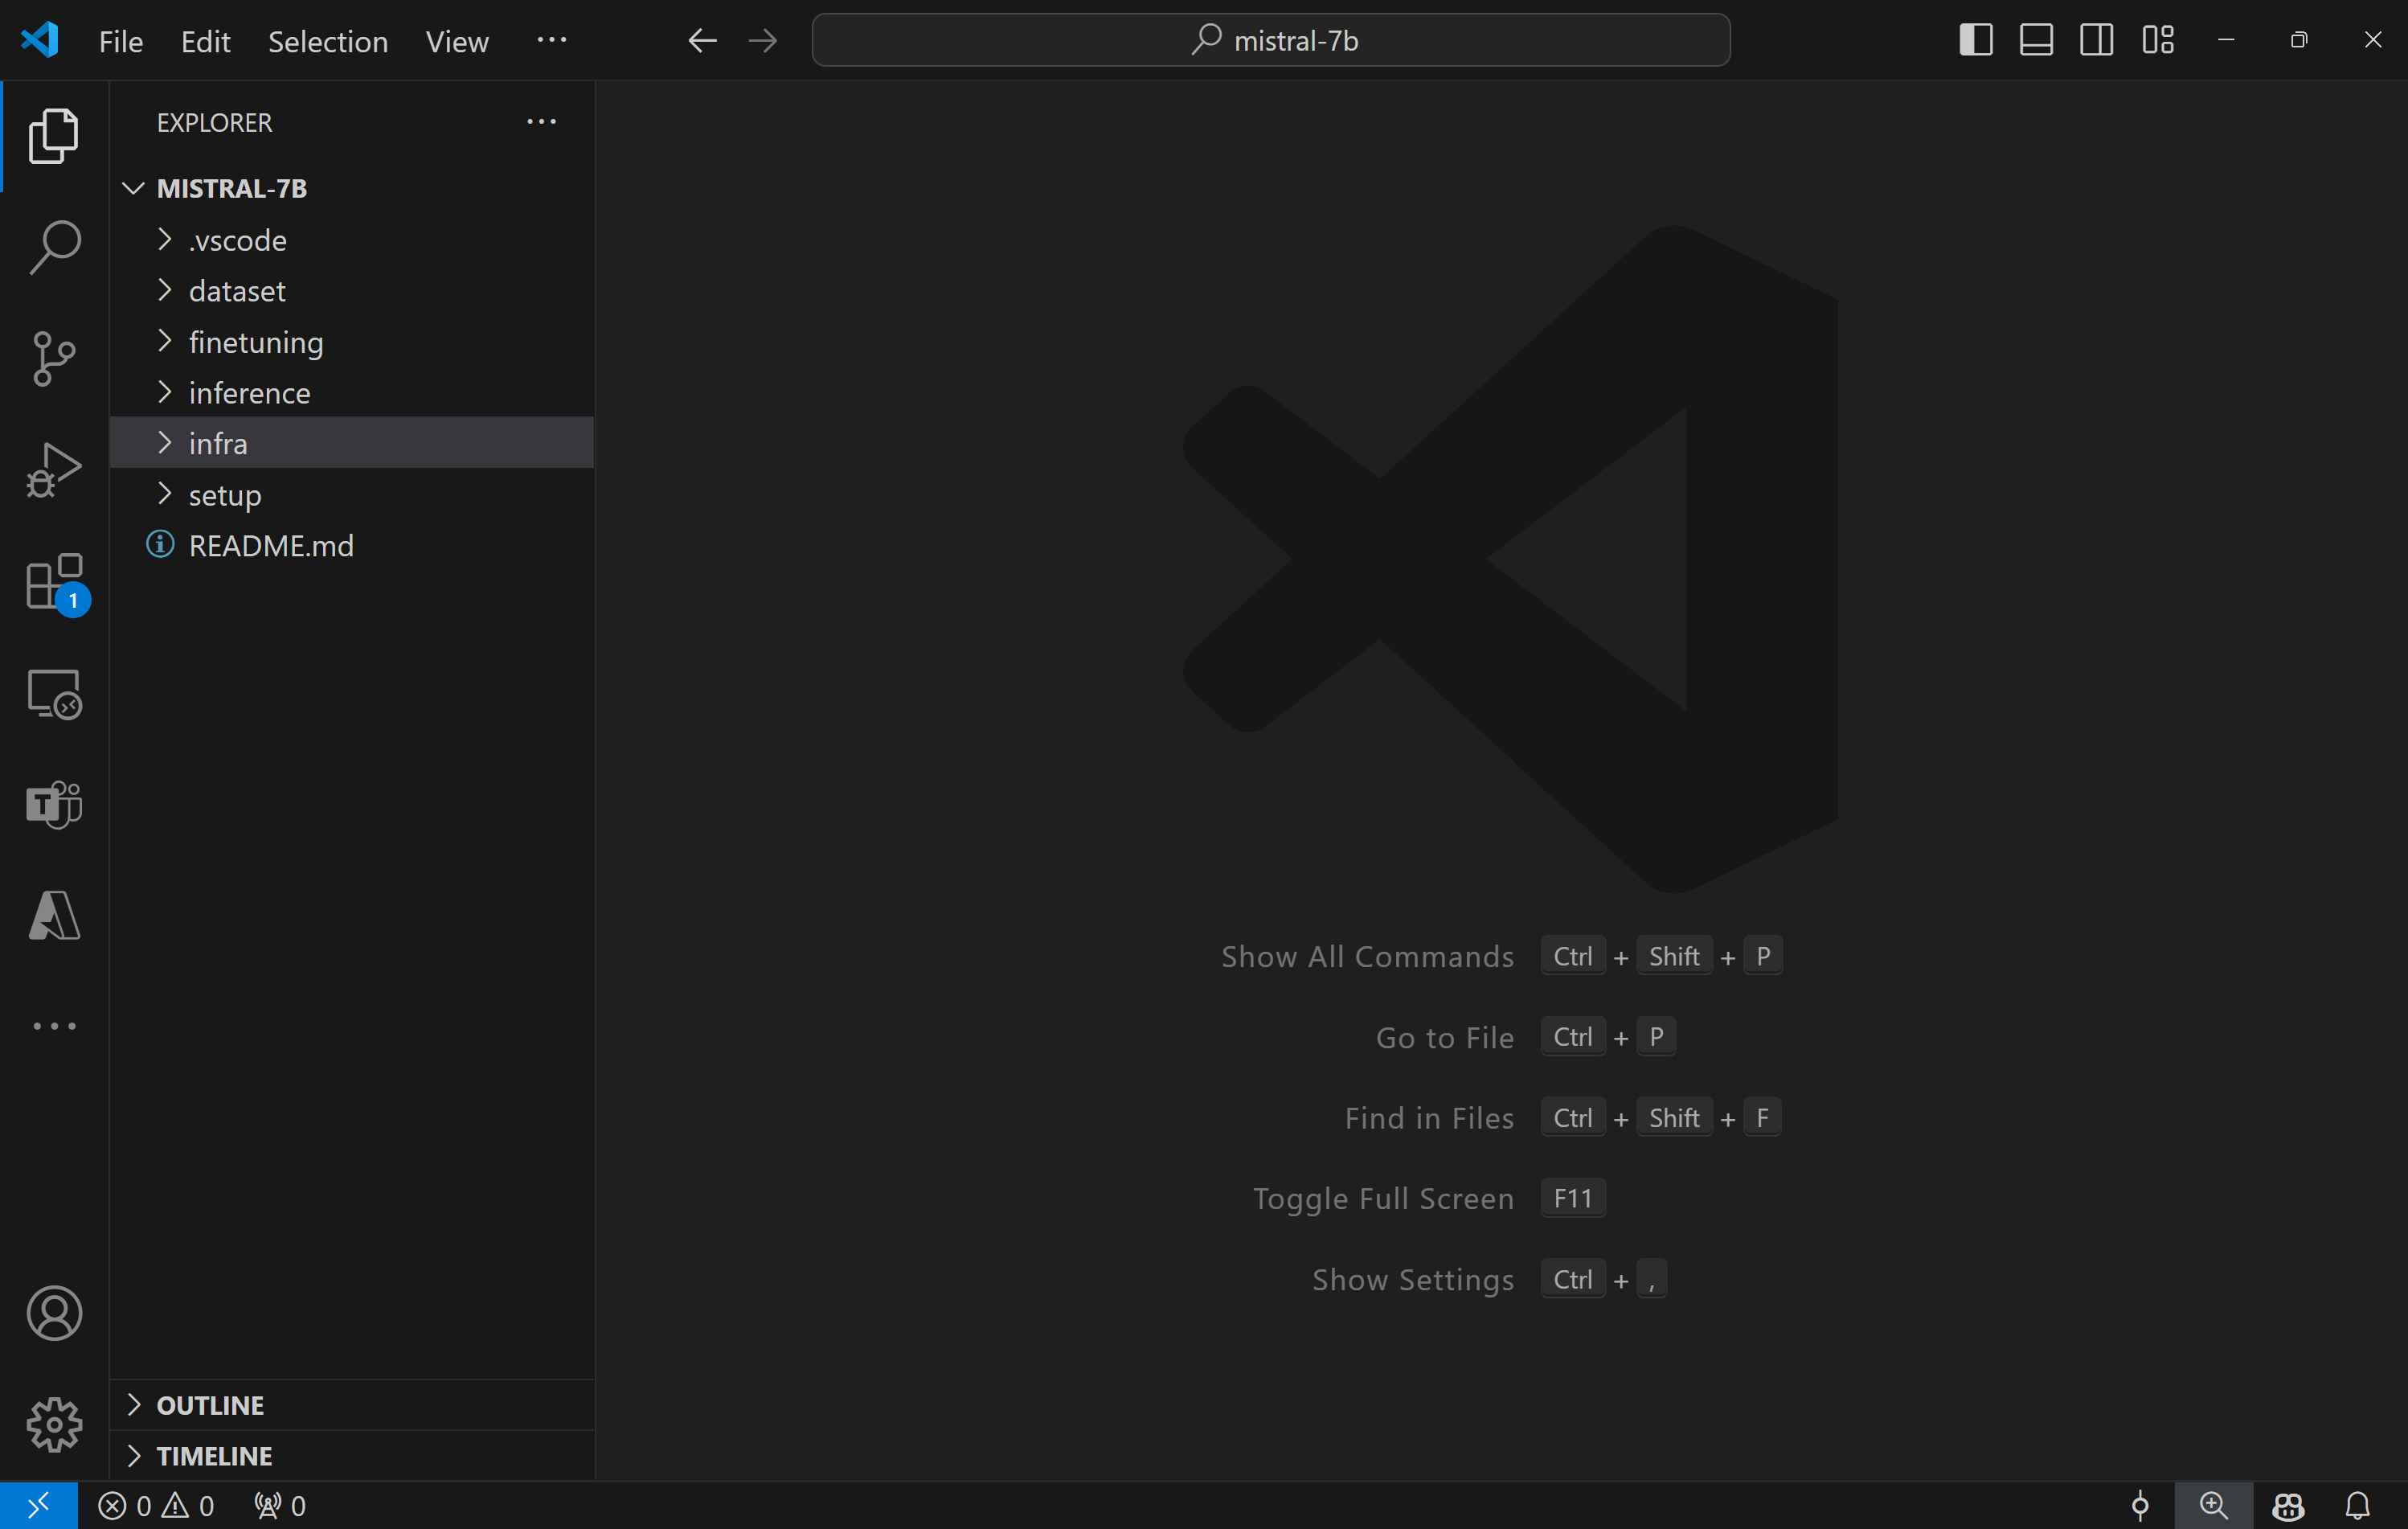 File Edit Selection View ··· mistral-7b
EXPLORER ···
MISTRAL-7B
.vscode
dataset
finetuning
inference
infra
setup
README.md
1
T
Show All Commands Ctrl + Shift + P
Go to File Ctrl + P
Find in Files Ctrl + Shift + F
Toggle Full Screen F11
Show Settings Ctrl + ,
OUTLINE
TIMELINE
0 0 0